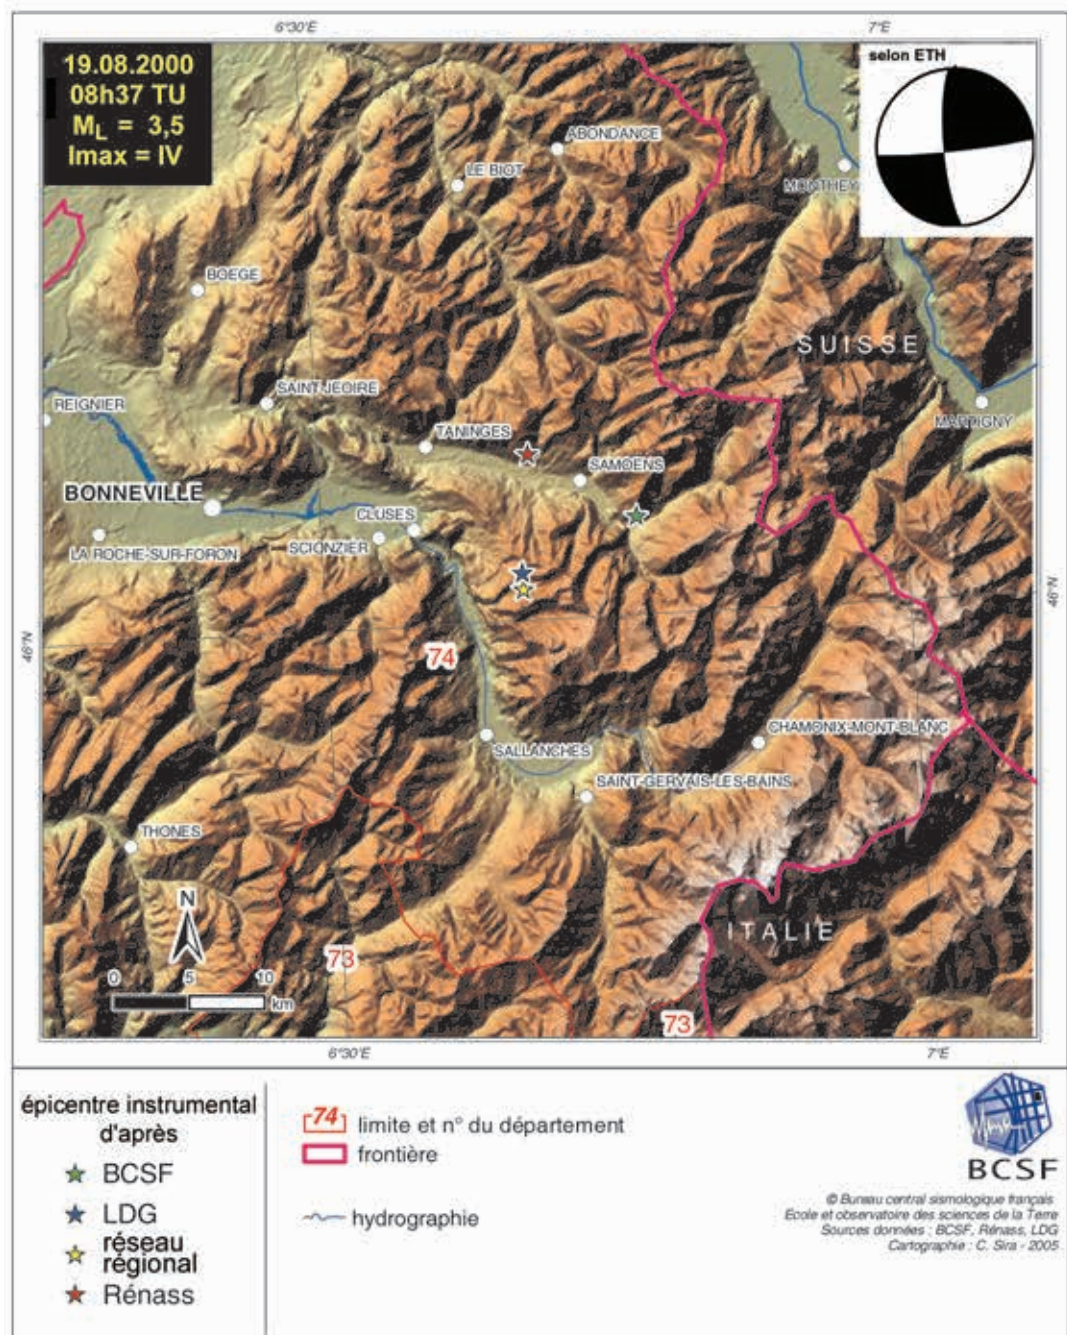 6°30'E
7°E
19.08.2000
08h37 TU
ML = 3,5
Imax = IV
selon ETH
ABONDANCE
LE BIOT
MONTHEY
BOEGE
SUISSE
SAINT-JEOIRE
REIGNIER
MARTIGNY
TANINGES
SAMOENS
BONNEVILLE
CLUSES
LA ROCHE-SUR-FORON
SCIONZIER
46°N
46°N
74
CHAMONIX-MONT-BLANC
SALLANCHES
SAINT-GERVAIS-LES-BAINS
THONES
N
ITALIE
73
0 5 10
km
73
6°30'E
7°E
épicentre instrumental
d'après
BCSF
LDG
réseau
régional
Rénass
74 limite et n° du département
frontière
hydrographie
BCSF
© Bureau central sismologique français
Ecole et observatoire des sciences de la Terre
Sources données : BCSF, Rénass, LDG
Cartographie : C. Sira - 2005